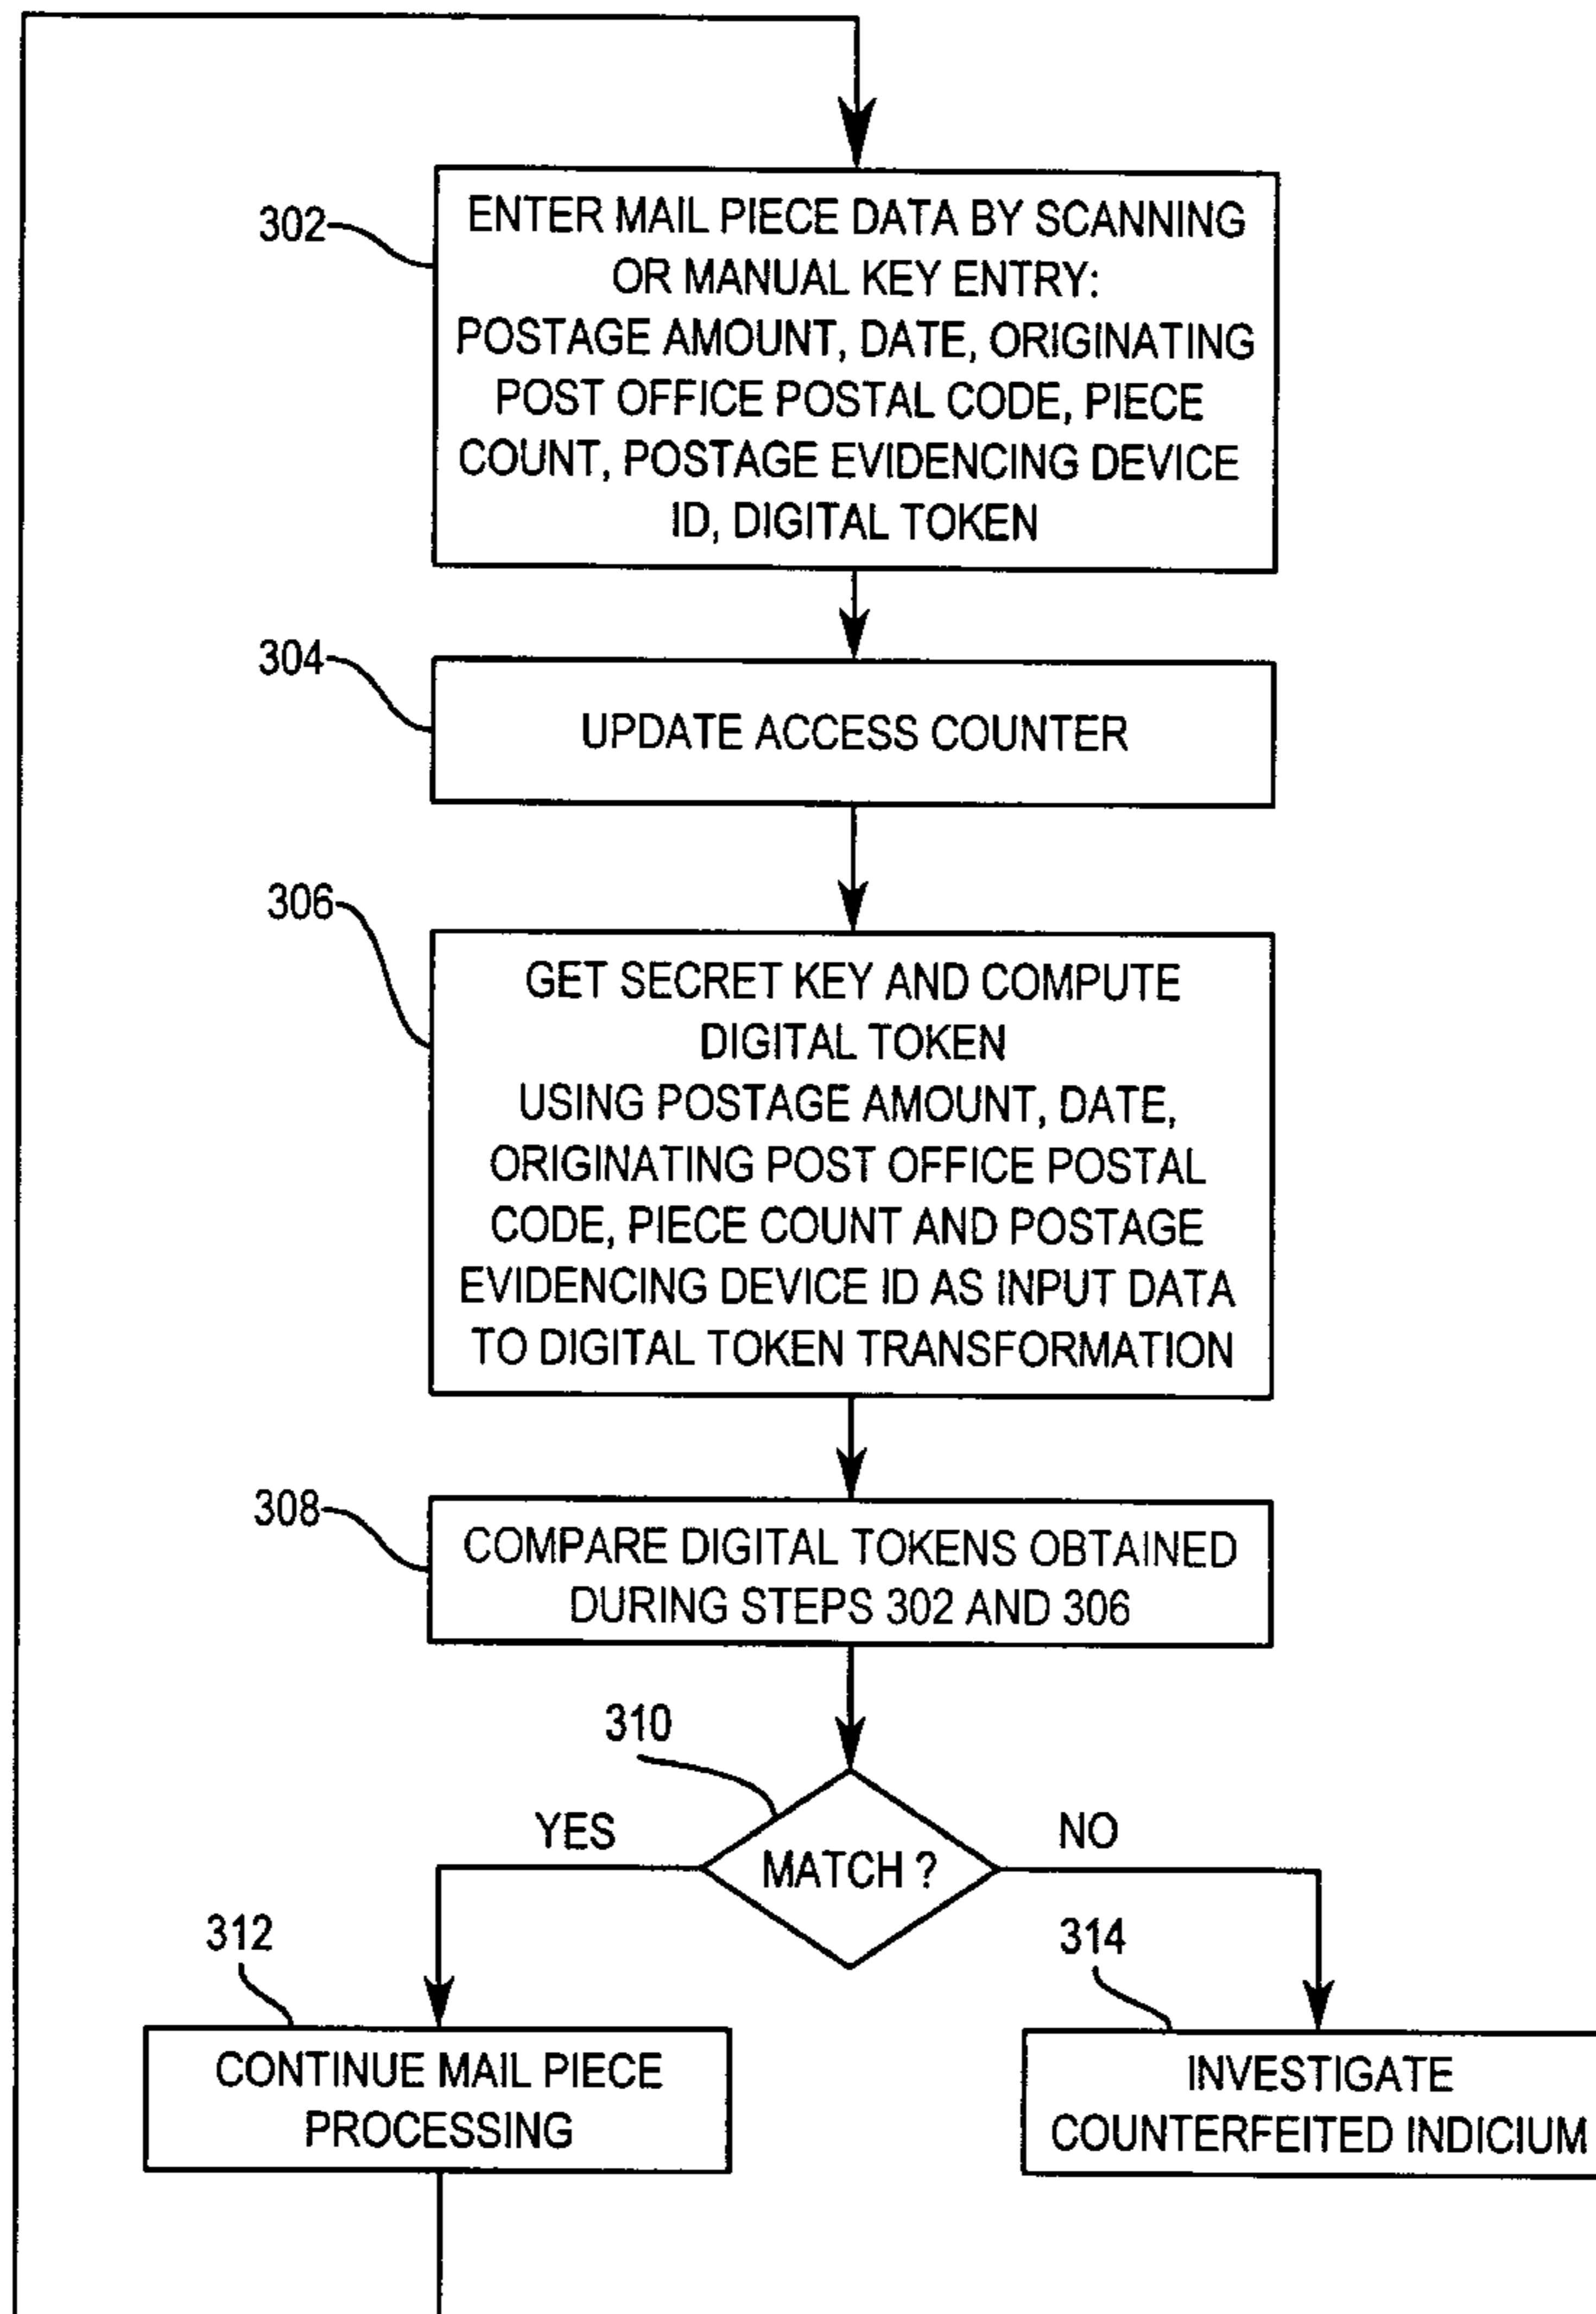 302
ENTER MAIL PIECE DATA BY SCANNING
OR MANUAL KEY ENTRY:
POSTAGE AMOUNT, DATE, ORIGINATING
POST OFFICE POSTAL CODE, PIECE
COUNT, POSTAGE EVIDENCING DEVICE
ID, DIGITAL TOKEN
304
UPDATE ACCESS COUNTER
306
GET SECRET KEY AND COMPUTE
DIGITAL TOKEN
USING POSTAGE AMOUNT, DATE,
ORIGINATING POST OFFICE POSTAL
CODE, PIECE COUNT AND POSTAGE
EVIDENCING DEVICE ID AS INPUT DATA
TO DIGITAL TOKEN TRANSFORMATION
308
COMPARE DIGITAL TOKENS OBTAINED
DURING STEPS 302 AND 306
310
YES
MATCH ?
NO
312
CONTINUE MAIL PIECE
PROCESSING
314
INVESTIGATE
COUNTERFEITED INDICIUM